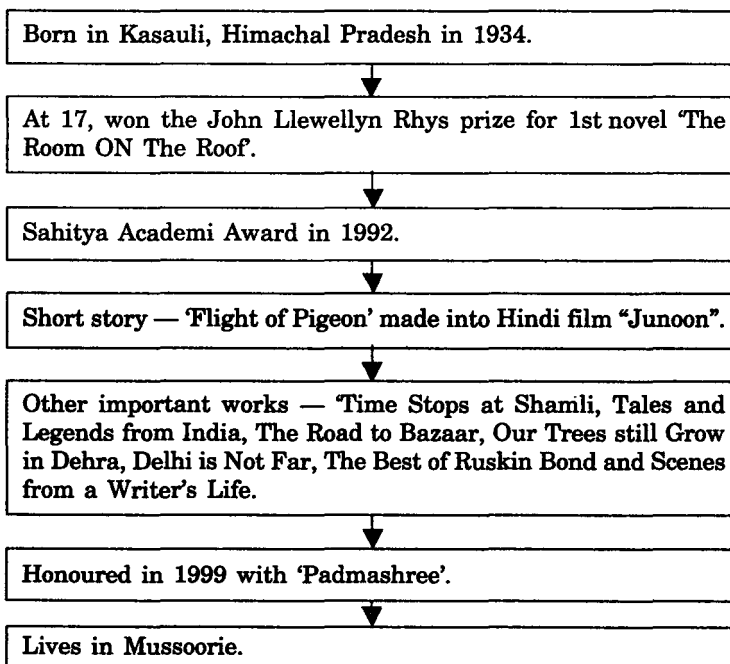 Born in Kasauli, Himachal Pradesh in 1934.
At 17, won the John Llewellyn Rhys prize for 1st novel 'The
Room ON The Roof'.
Sahitya Academi Award in 1992.
Short story — 'Flight of Pigeon' made into Hindi film "Junoon".
Other important works — 'Time Stops at Shamli, Tales and
Legends from India, The Road to Bazaar, Our Trees still Grow
in Dehra, Delhi is Not Far, The Best of Ruskin Bond and Scenes
from a Writer's Life.
Honoured in 1999 with 'Padmashree'.
Lives in Mussoorie.